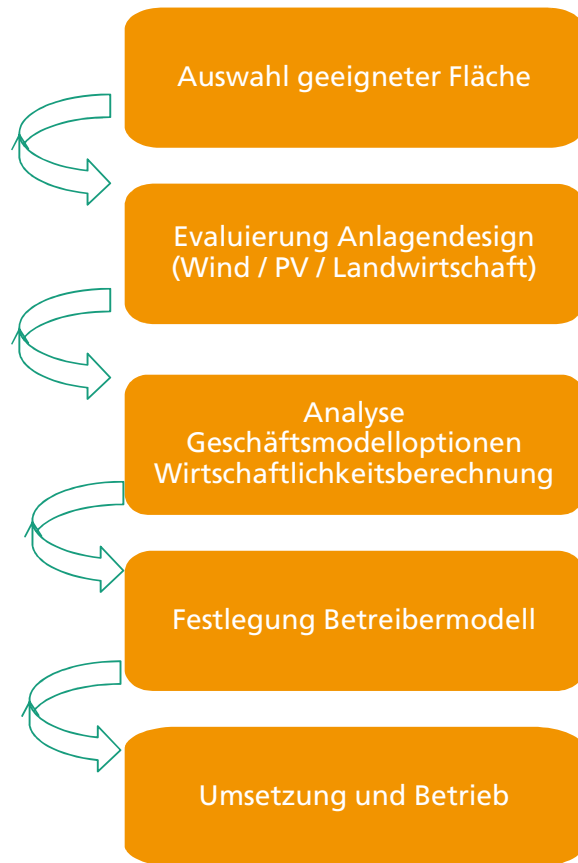 Auswahl geeigneter Fläche
Evaluierung Anlagendesign
(Wind / PV / Landwirtschaft)
Analyse
Geschäftsmodelloptionen
Wirtschaftlichkeitsberechnung
Festlegung Betreibermodell
Umsetzung und Betrieb